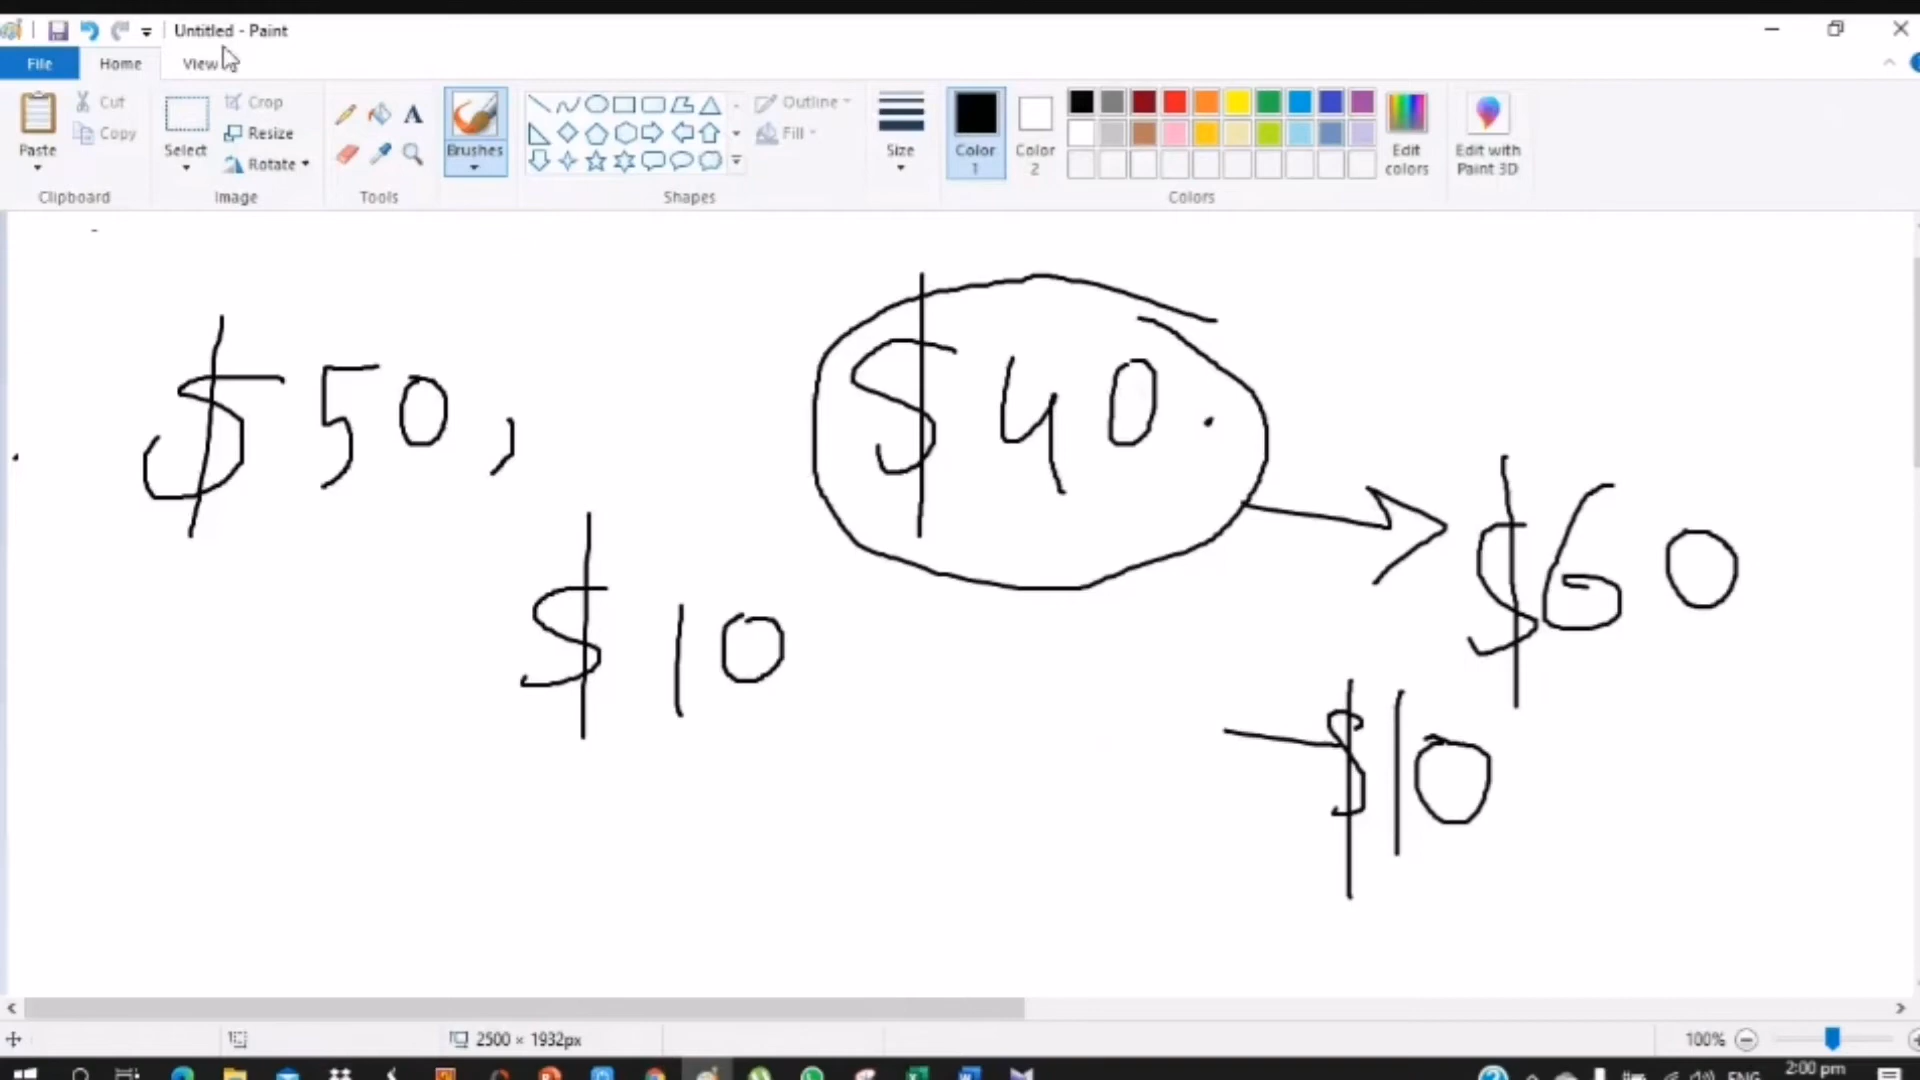 Untitled - Paint
File Home View
Cut
Copy
Paste
Clipboard
Select
Crop
Resize
Rotate
Image
A
Tools
Brushes
Outline
Fill
Shapes
Size
Color
1
Color
2
Edit
colors
Colors
Edit with
Paint 3D
$50,
$40.
$10
$60
-$10
2500 × 1932px
100%
ENG
2:00 pm